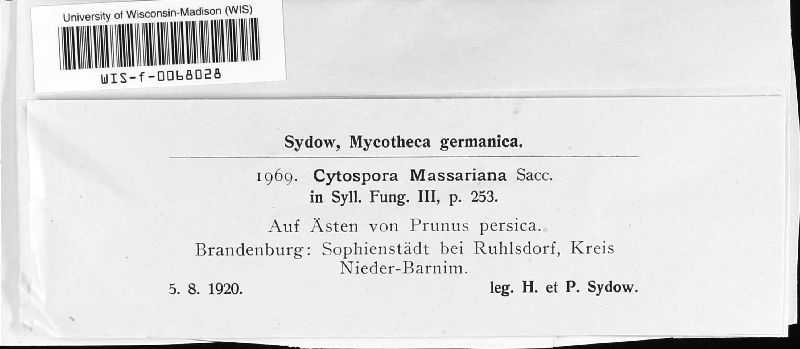 University of Wisconsin-Madison (WIS)
WIS-f-0068028
Sydow, Mycotheca germanica.
1969. Cytospora Massariana Sacc.
in Syll. Fung. III, p. 253.
Auf Ästen von Prunus persica.
Brandenburg: Sophienstädt bei Ruhlsdorf, Kreis
Nieder-Barnim.
5. 8. 1920. leg. H. et P. Sydow.